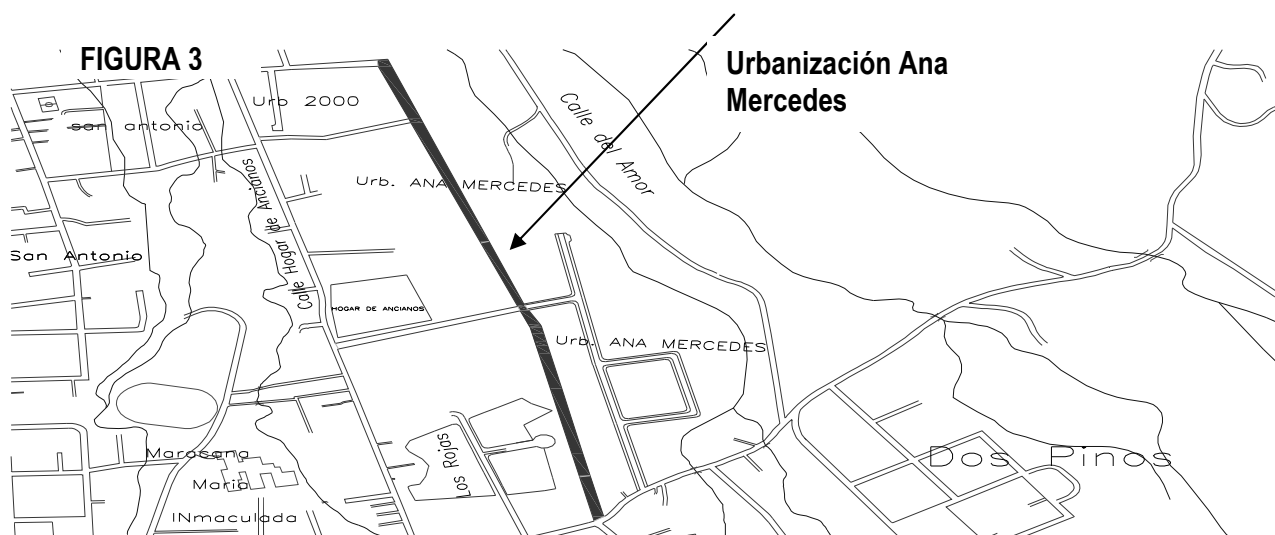 FIGURA 3
Urbanización Ana
Mercedes
Urb 2000
san antonio
Calle del Amor
Urb. ANA MERCEDES
Calle Hogar de Ancianos
San Antonio
HOGAR DE ANCIANOS
Urb. ANA MERCEDES
Los Rojas
Marosana
Maria
INmaculada
Dos Pinos